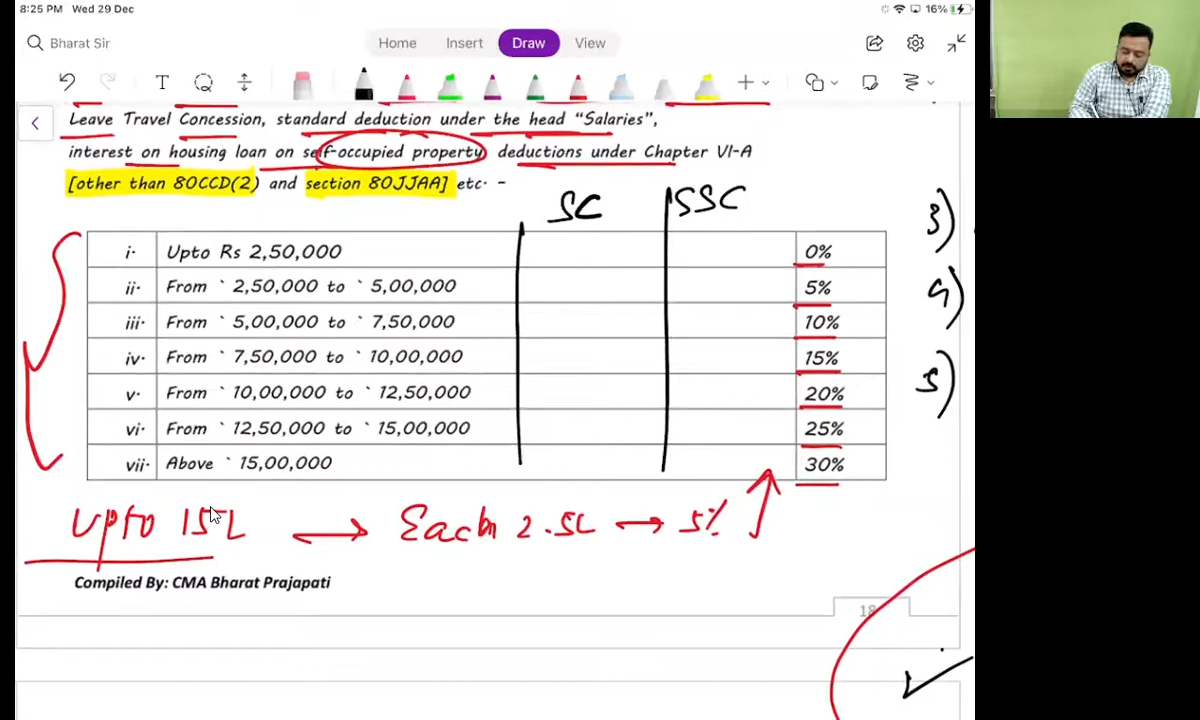 8:25 PM Wed 29 Dec 16%
Bharat Sir Home Insert Draw View
T
Leave Travel Concession, standard deduction under the head “Salaries”,
interest on housing loan on self-occupied property deductions under Chapter VI-A
[other than 80CCD(2) and section 80JJAA] etc· -
SC SSC
3)
i· Upto Rs 2,50,000 0%
ii· From ` 2,50,000 to ` 5,00,000 5%
4)
iii· From ` 5,00,000 to ` 7,50,000 10%
iv· From ` 7,50,000 to ` 10,00,000 15%
5)
v· From ` 10,00,000 to ` 12,50,000 20%
vi· From ` 12,50,000 to ` 15,00,000 25%
vii· Above ` 15,00,000 30%
Upto 15L Each 2.5L 5%
Compiled By: CMA Bharat Prajapati
18